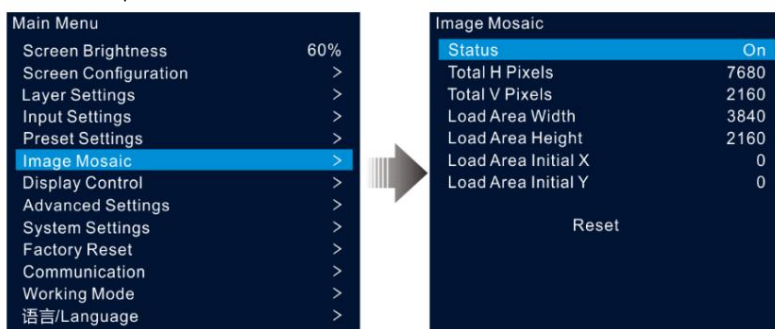 Main Menu
Screen Brightness 60%
Screen Configuration >
Layer Settings >
Input Settings >
Preset Settings >
Image Mosaic >
Display Control >
Advanced Settings >
System Settings >
Factory Reset >
Communication >
Working Mode >
语言/Language >
Image Mosaic
Status On
Total H Pixels 7680
Total V Pixels 2160
Load Area Width 3840
Load Area Height 2160
Load Area Initial X 0
Load Area Initial Y 0
Reset